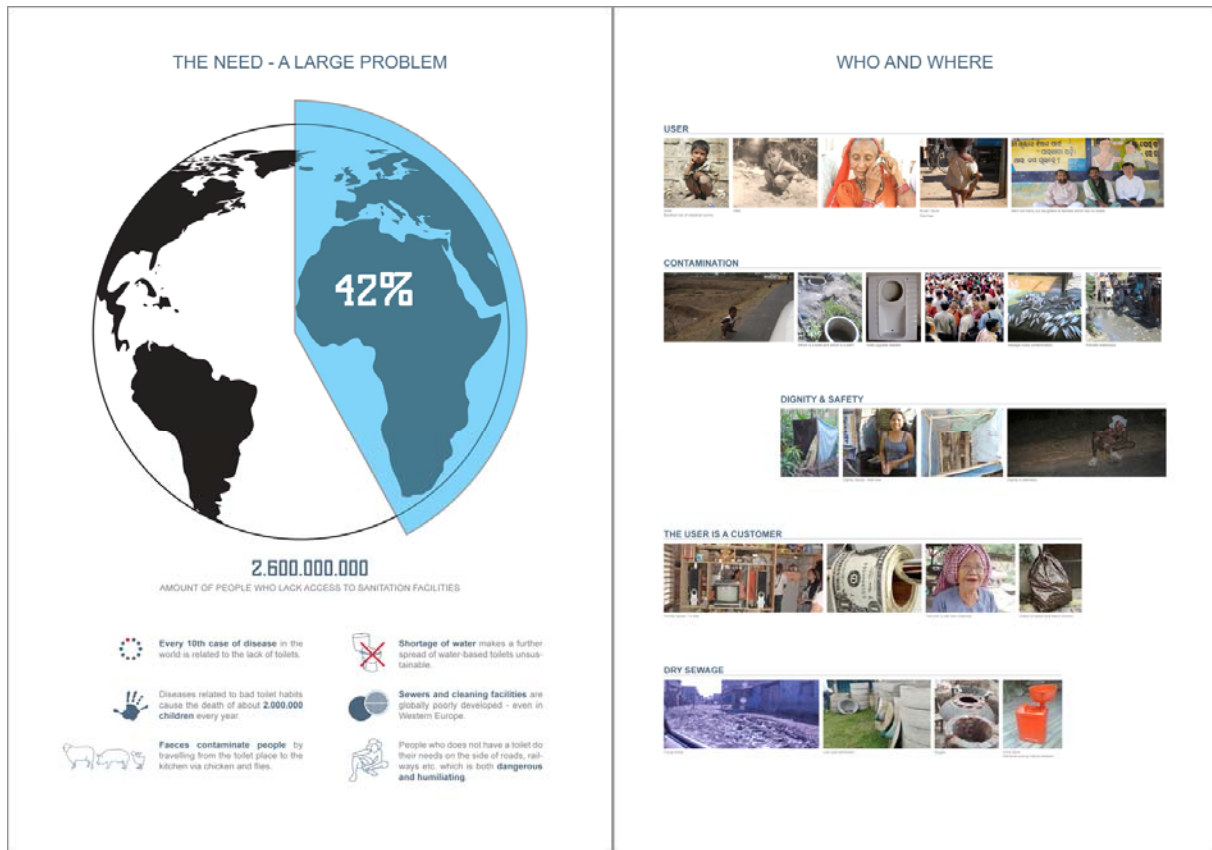 THE NEED - A LARGE PROBLEM
42%
2.600.000.000
AMOUNT OF PEOPLE WHO LACK ACCESS TO SANITATION FACILITIES
Every 10th case of disease in the
world is related to the lack of toilets.
Diseases related to bad toilet habits
cause the death of about 2.000.000
children every year.
Faeces contaminate people by
travelling from the toilet place to the
kitchen via chicken and flies.
Shortage of water makes a further
spread of water-based toilets unsus-
tainable.
Sewers and cleaning facilities are
globally poorly developed - even in
Western Europe.
People who does not have a toilet do
their needs on the side of roads, rail-
ways etc. which is both dangerous
and humiliating.
WHO AND WHERE
USER
CONTAMINATION
DIGNITY & SAFETY
THE USER IS A CUSTOMER
DRY SEWAGE